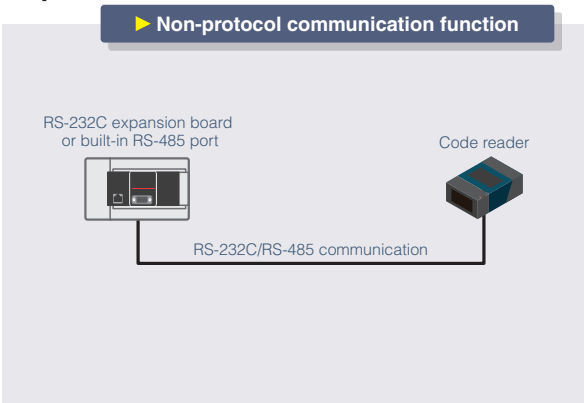 ▶ Non-protocol communication function
RS-232C expansion board
or built-in RS-485 port
Code reader
RS-232C/RS-485 communication